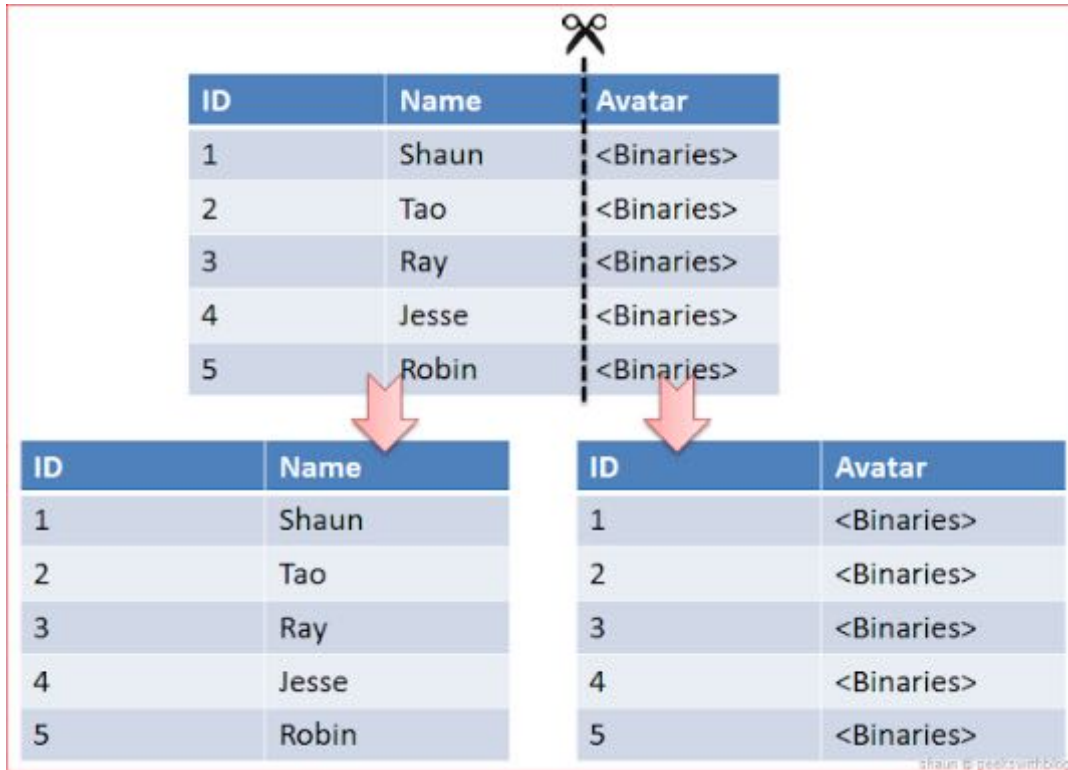 ID Name Avatar
1 Shaun <Binaries>
2 Tao <Binaries>
3 Ray <Binaries>
4 Jesse <Binaries>
5 Robin <Binaries>
ID Name
1 Shaun
2 Tao
3 Ray
4 Jesse
5 Robin
ID Avatar
1 <Binaries>
2 <Binaries>
3 <Binaries>
4 <Binaries>
5 <Binaries>
shaun @ geekswithblog